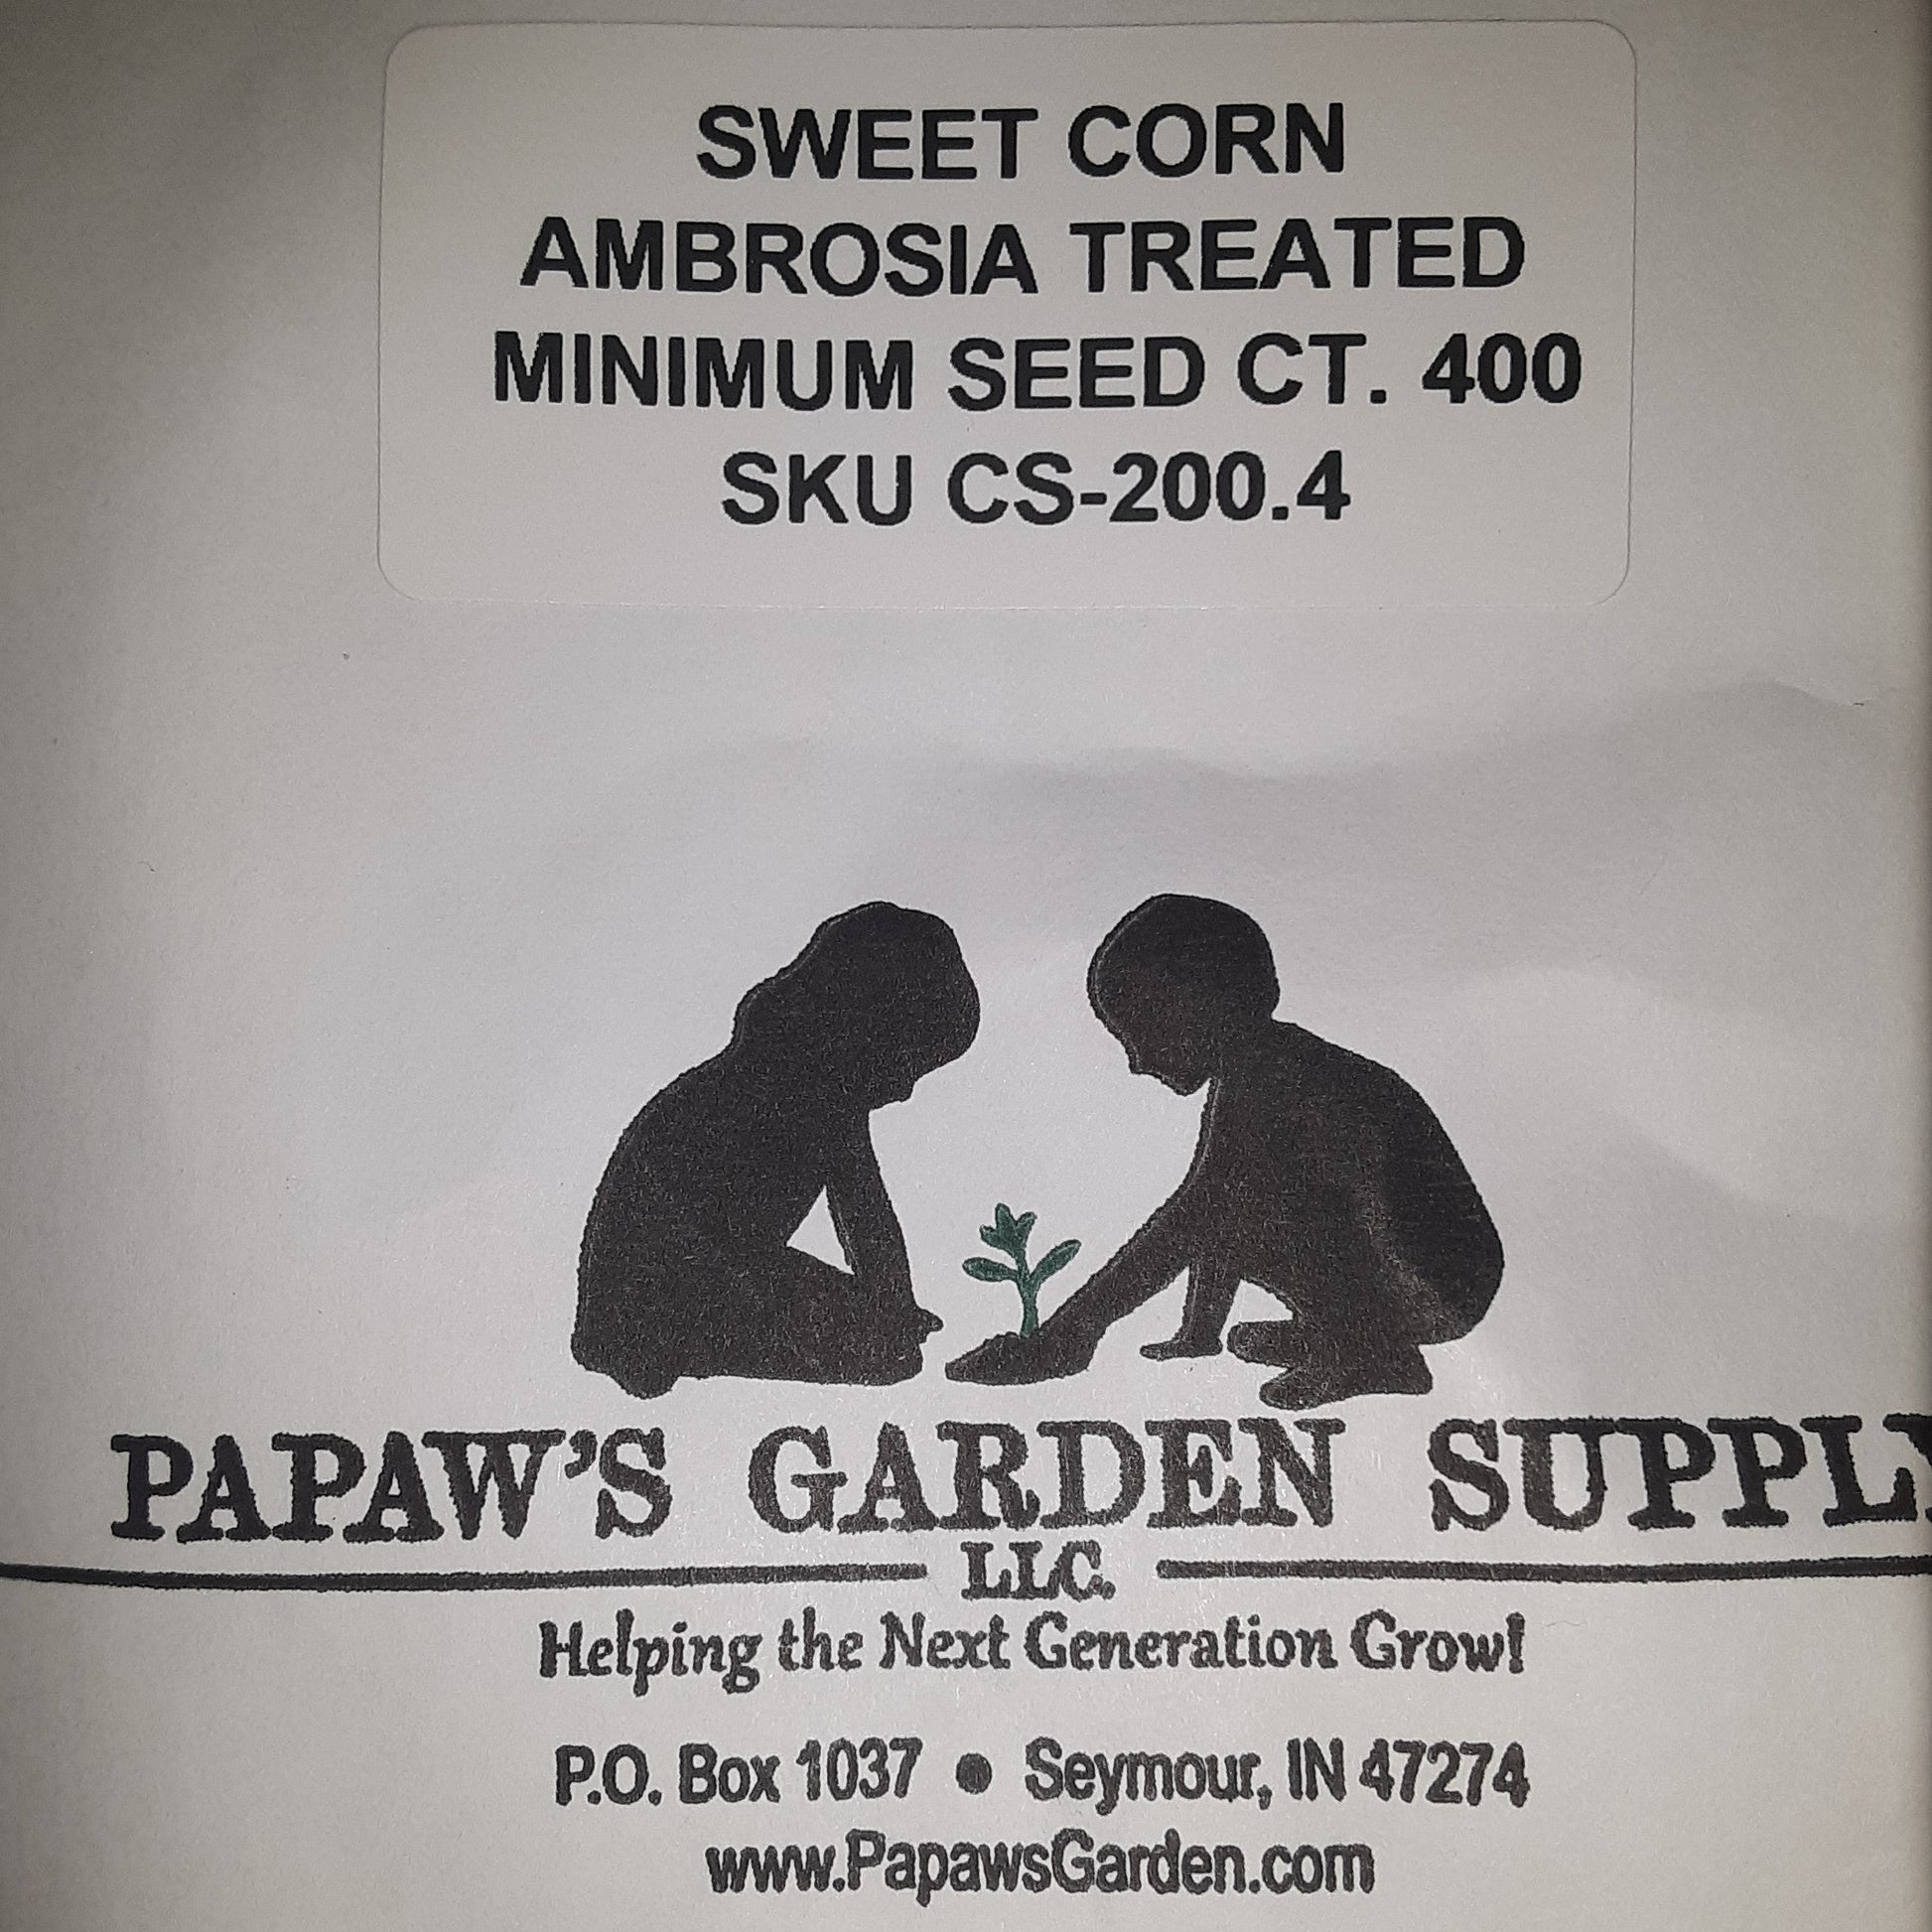 SWEET CORN
AMBROSIA TREATED
MINIMUM SEED CT. 400
SKU CS-200.4
PAPAW'S GARDEN SUPPLY
LLC.
Helping the Next Generation Grow!
P.O. Box 1037 ● Seymour, IN 47274
www.PapawsGarden.com